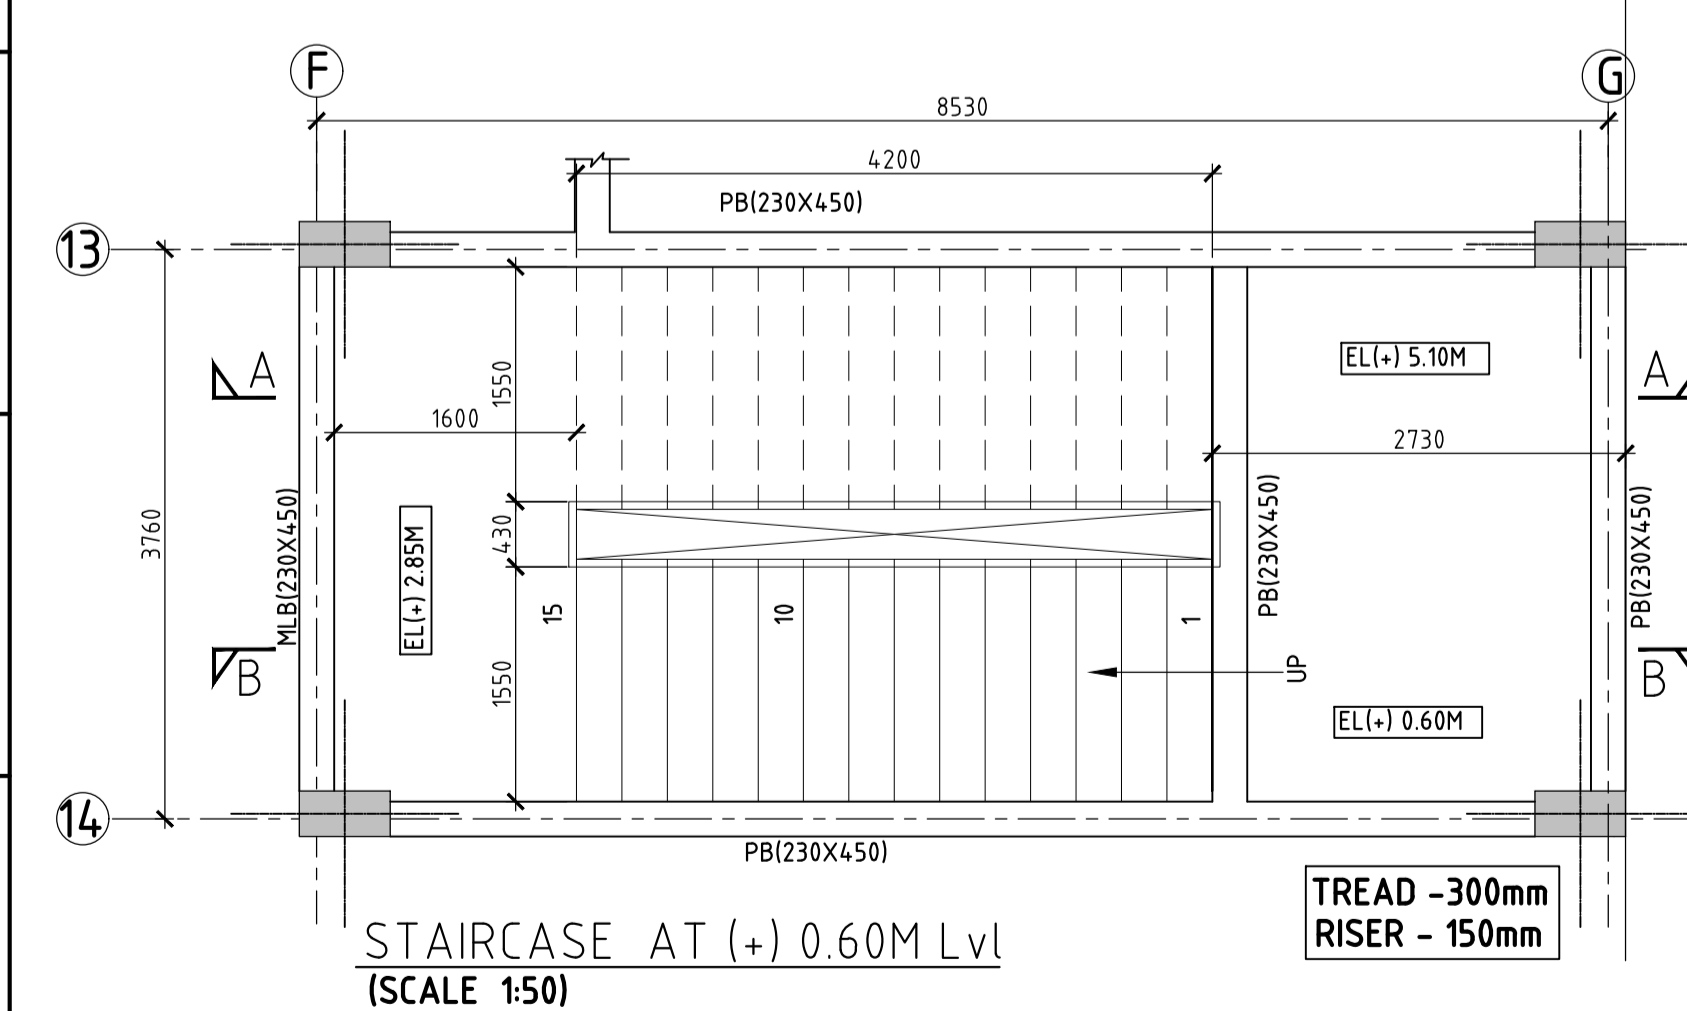 F
G
8530
4200
PB(230X450)
13
EL(+) 5.10M
A
A
1550
1600
2730
3760
MLB(230X450)
EL(+) 2.85M
430
PB(230X450)
PB(230X450)
15
10
1
B
1550
UP
B
EL(+) 0.60M
14
PB(230X450)
TREAD -300mm
RISER - 150mm
STAIRCASE AT (+) 0.60M Lvl
(SCALE 1:50)